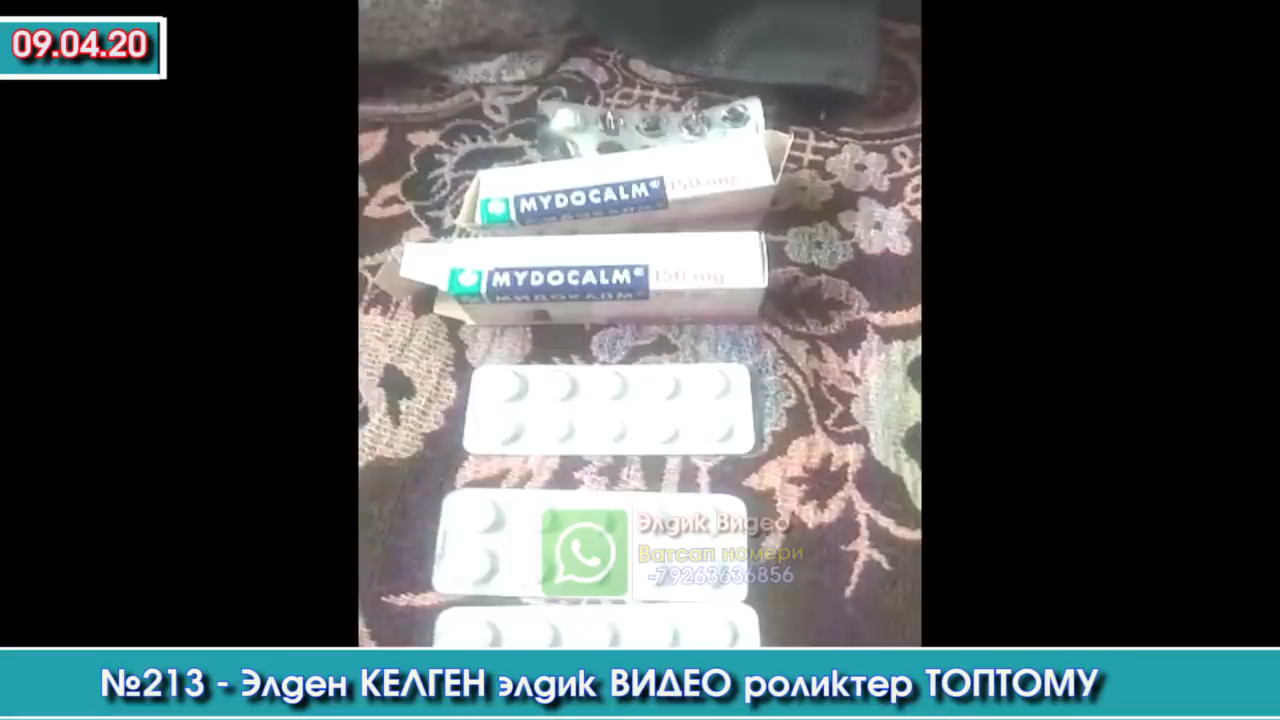 09.04.20
MYDOCALM® 150 mg
MYDOCALM® 150 mg
МИДОКАЛМ
Элдик Видео
Ватсап номери
-79263636856
№213 - Элден КЕЛГЕН элдик ВИДЕО роликтер ТОПТОМУ